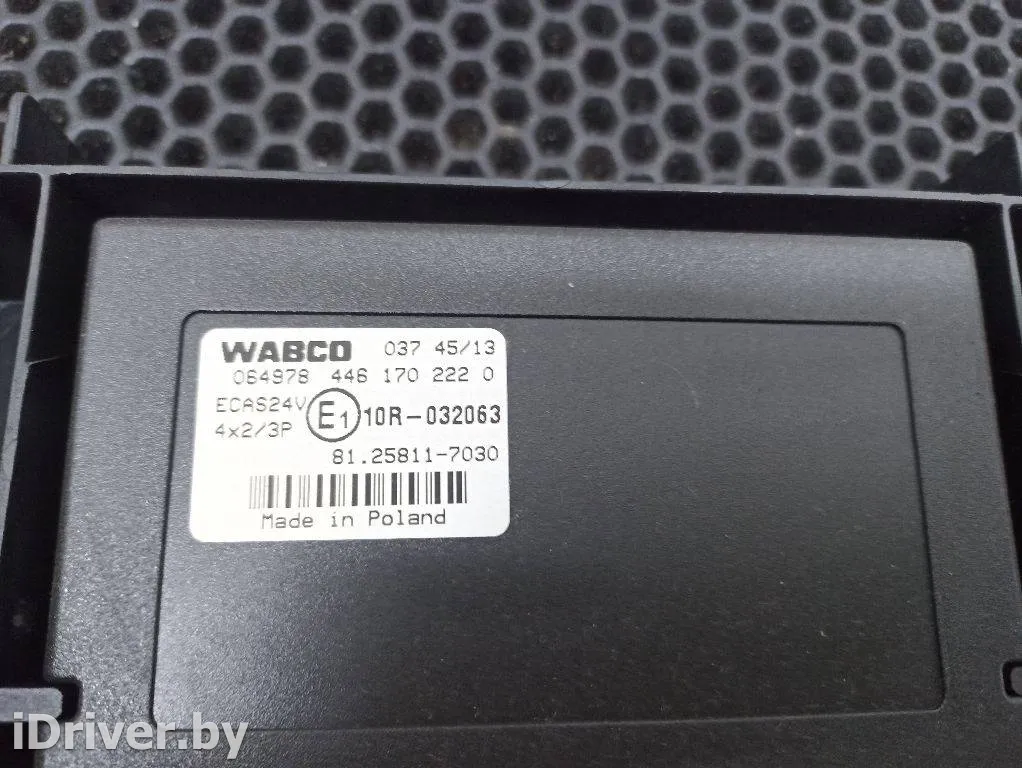 WABCO 037 45/13
064978 446 170 222 0
ECAS24V
4x2/3P E1 10R-032063
81.25811-7030
Made in Poland
iDriver.by